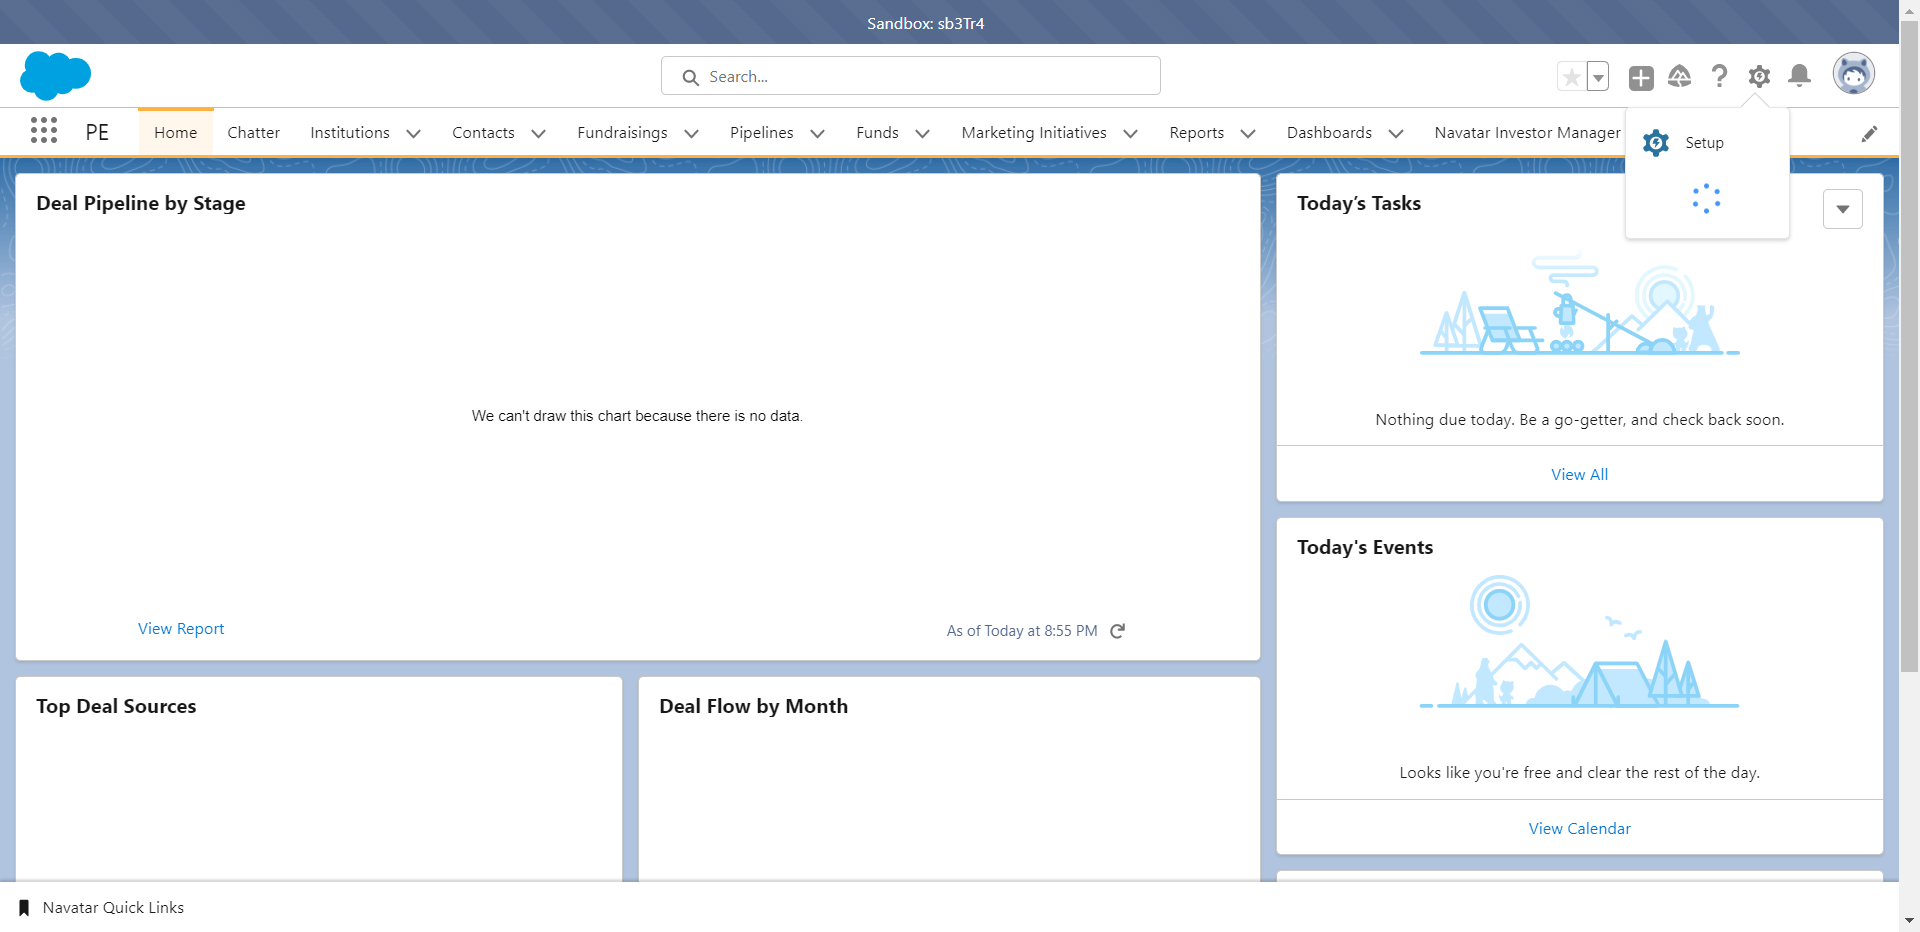 Sandbox: sb3Tr4
Search...
PE
Home
Chatter
Institutions
Contacts
Fundraisings
Pipelines
Funds
Marketing Initiatives
Reports
Dashboards
Navatar Investor Manager
Setup
Deal Pipeline by Stage
We can't draw this chart because there is no data.
View Report
As of Today at 8:55 PM
Today’s Tasks
Nothing due today. Be a go-getter, and check back soon.
View All
Today's Events
Looks like you're free and clear the rest of the day.
View Calendar
Top Deal Sources
Deal Flow by Month
Navatar Quick Links